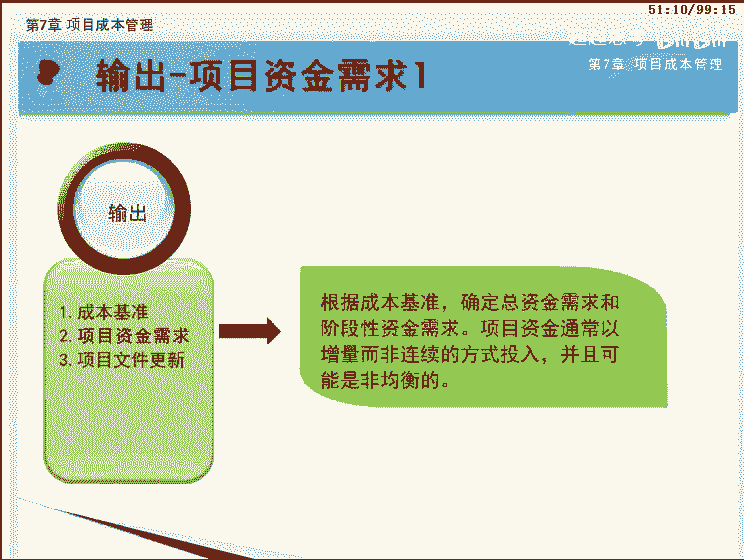 51:10/99:15
第7章 项目成本管理
输出-项目资金需求1
第7章 项目成本管理
输出
1. 成本基准
2. 项目资金需求
3. 项目文件更新
根据成本基准，确定总资金需求和
阶段性资金需求。项目资金通常以
增量而非连续的方式投入，并且可
能是非均衡的。